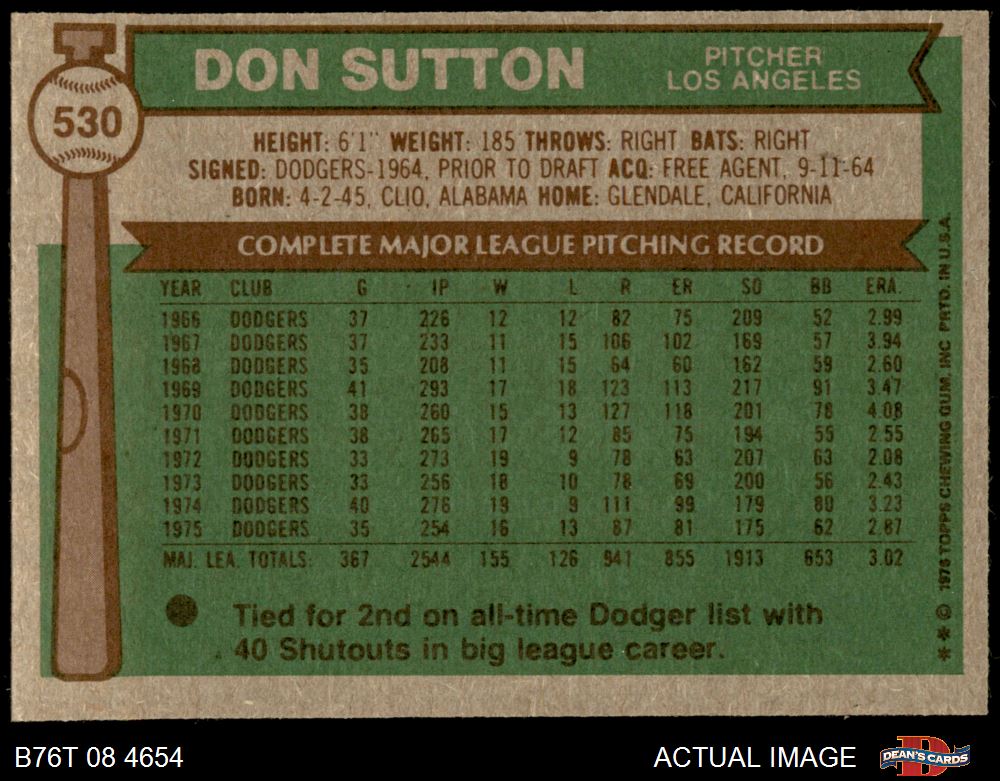 DON SUTTON
PITCHER
LOS ANGELES
530
HEIGHT: 6'1" WEIGHT: 185 THROWS: RIGHT BATS: RIGHT
SIGNED: DODGERS-1964, PRIOR TO DRAFT ACQ: FREE AGENT, 9-11-64
BORN: 4-2-45, CLIO, ALABAMA HOME: GLENDALE, CALIFORNIA
COMPLETE MAJOR LEAGUE PITCHING RECORD
YEAR CLUB G IP W L R ER SO BB ERA.
1966 DODGERS 37 226 12 12 82 75 209 52 2.99
1967 DODGERS 37 233 11 15 106 102 169 57 3.94
1968 DODGERS 35 208 11 15 64 60 162 59 2.60
1969 DODGERS 41 293 17 18 123 113 217 91 3.47
1970 DODGERS 38 260 15 13 127 118 201 78 4.08
1971 DODGERS 38 265 17 12 85 75 194 55 2.55
1972 DODGERS 33 273 19 9 78 63 207 63 2.08
1973 DODGERS 33 256 18 10 78 69 200 56 2.43
1974 DODGERS 40 276 19 9 111 99 179 80 3.23
1975 DODGERS 35 254 16 13 87 81 175 62 2.87
MAJ. LEA. TOTALS: 367 2544 155 126 941 855 1913 653 3.02
Tied for 2nd on all-time Dodger list with
40 Shutouts in big league career.
* * © 1976 TOPPS CHEWING GUM, INC PRTD. IN U.S.A.
B76T 08 4654
ACTUAL IMAGE
D
DEAN'S CARDS